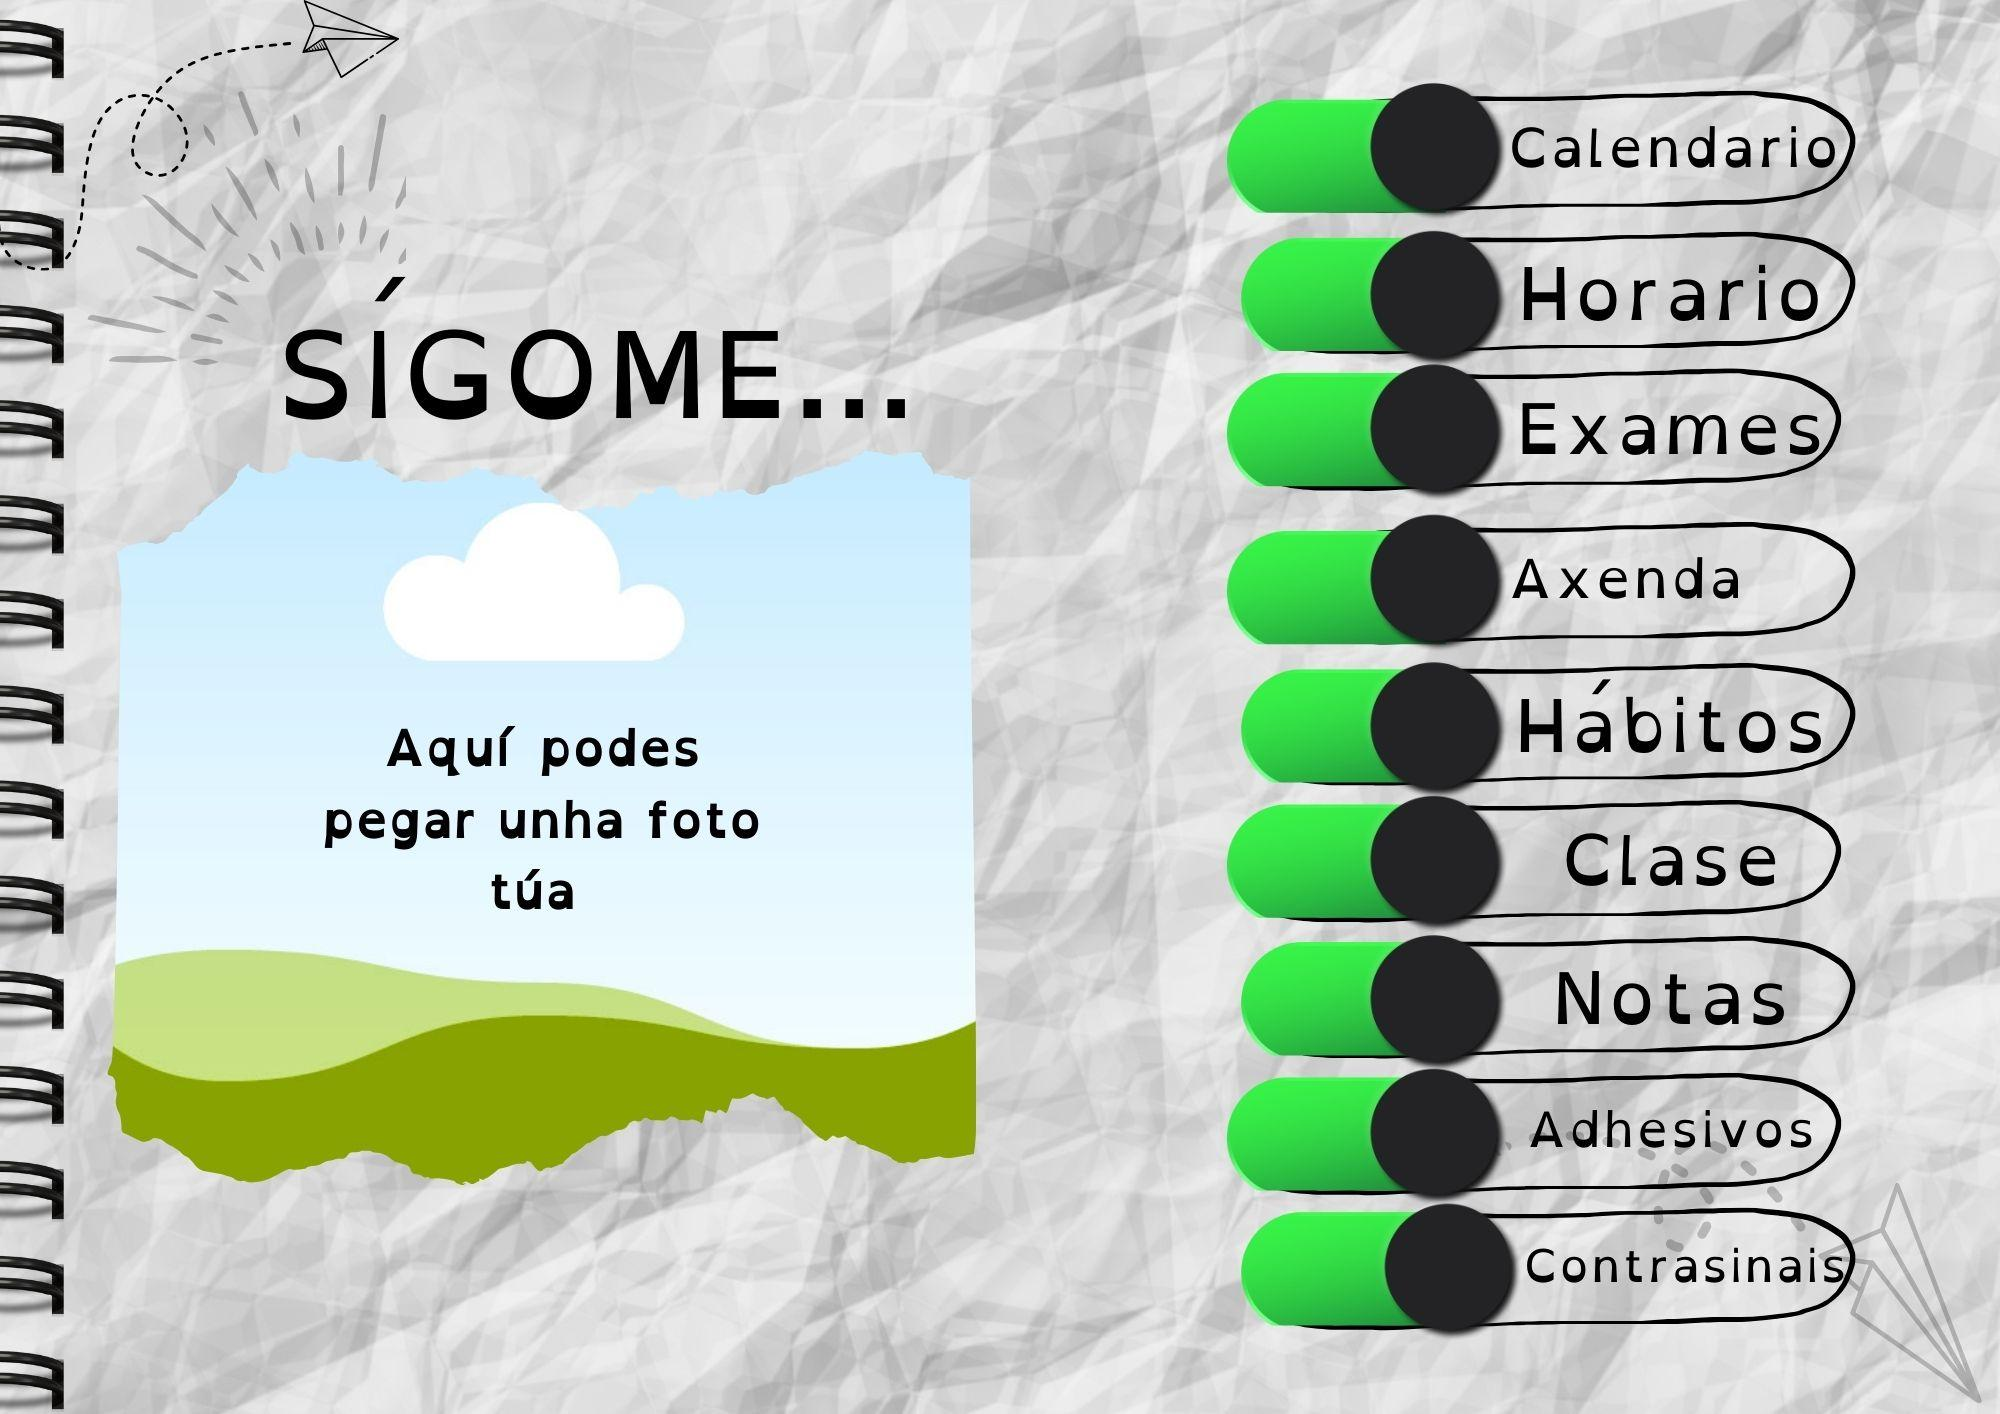 SÍGOME...
Aquí podes
pegar unha foto
túa
Calendario
Horario
Exames
Axenda
Hábitos
Clase
Notas
Adhesivos
Contrasinais